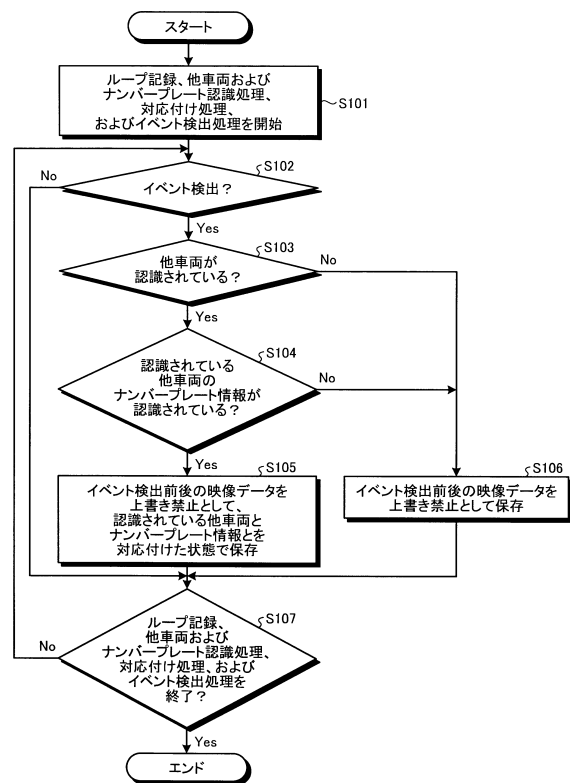 スタート
ループ記録、他車両および
ナンバープレート認識処理、
対応付け処理、
およびイベント検出処理を開始
S101
S102
No
イベント検出？
Yes
S103
他車両が
認識されている？
No
Yes
S104
認識されている
他車両の
ナンバープレート情報が
認識されている？
No
Yes
S105
イベント検出前後の映像データを
上書き禁止として、
認識されている他車両と
ナンバープレート情報とを
対応付けた状態で保存
S106
イベント検出前後の映像データを
上書き禁止として保存
S107
No
ループ記録、
他車両および
ナンバープレート認識処理、
対応付け処理、および
イベント検出処理を
終了？
Yes
エンド